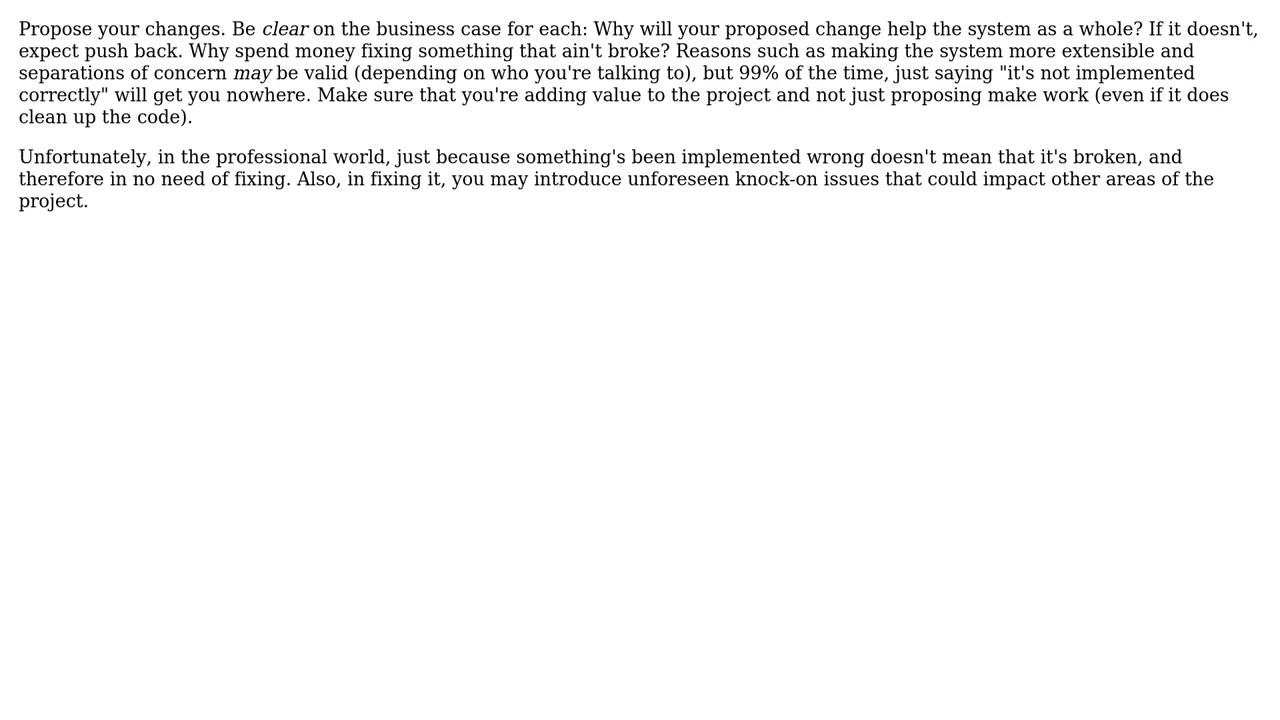 Propose your changes. Be clear on the business case for each: Why will your proposed change help the system as a whole? If it doesn't,
expect push back. Why spend money fixing something that ain't broke? Reasons such as making the system more extensible and
separations of concern may be valid (depending on who you're talking to), but 99% of the time, just saying "it's not implemented
correctly" will get you nowhere. Make sure that you're adding value to the project and not just proposing make work (even if it does
clean up the code).
Unfortunately, in the professional world, just because something's been implemented wrong doesn't mean that it's broken, and
therefore in no need of fixing. Also, in fixing it, you may introduce unforeseen knock-on issues that could impact other areas of the
project.